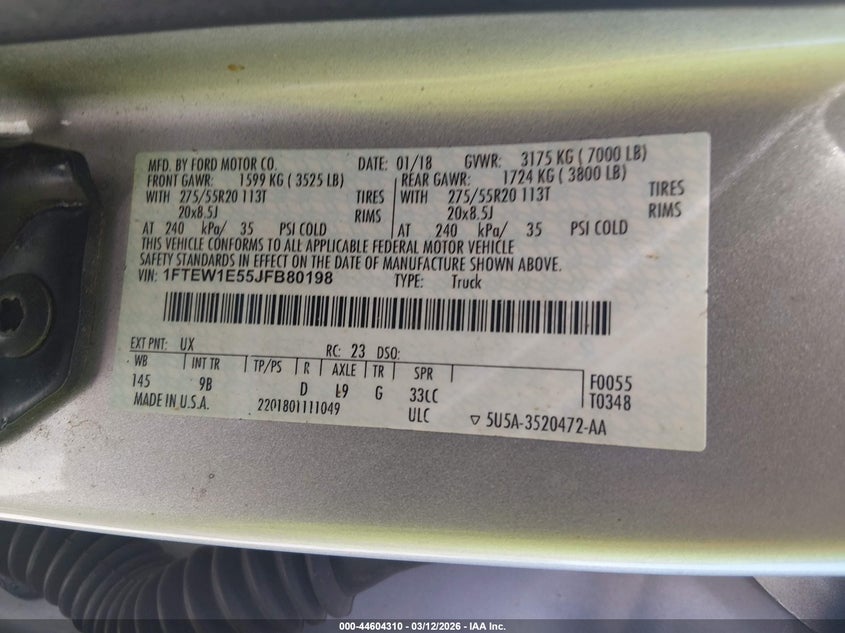 MFD. BY FORD MOTOR CO. DATE: 01/18 GVWR: 3175 KG ( 7000 LB)
FRONT GAWR: 1599 KG ( 3525 LB) REAR GAWR: 1724 KG ( 3800 LB)
WITH 275/55R20 113T TIRES WITH 275/55R20 113T TIRES
20x8.5J RIMS 20x8.5J RIMS
AT 240 kPa/ 35 PSI COLD AT 240 kPa/ 35 PSI COLD
THIS VEHICLE CONFORMS TO ALL APPLICABLE FEDERAL MOTOR VEHICLE
SAFETY STANDARDS IN EFFECT ON THE DATE OF MANUFACTURE SHOWN ABOVE.
VIN: 1FTEW1E55JFB80198 TYPE: Truck
EXT PNT: UX RC: 23 DSO:
WB INT TR TP/PS R AXLE TR SPR F0055
145 9B D L9 G 33CC T0348
MADE IN U.S.A. 2201801111049 ULC ▽ 5U5A-3520472-AA
000-44604310 - 03/12/2026 - IAA Inc.